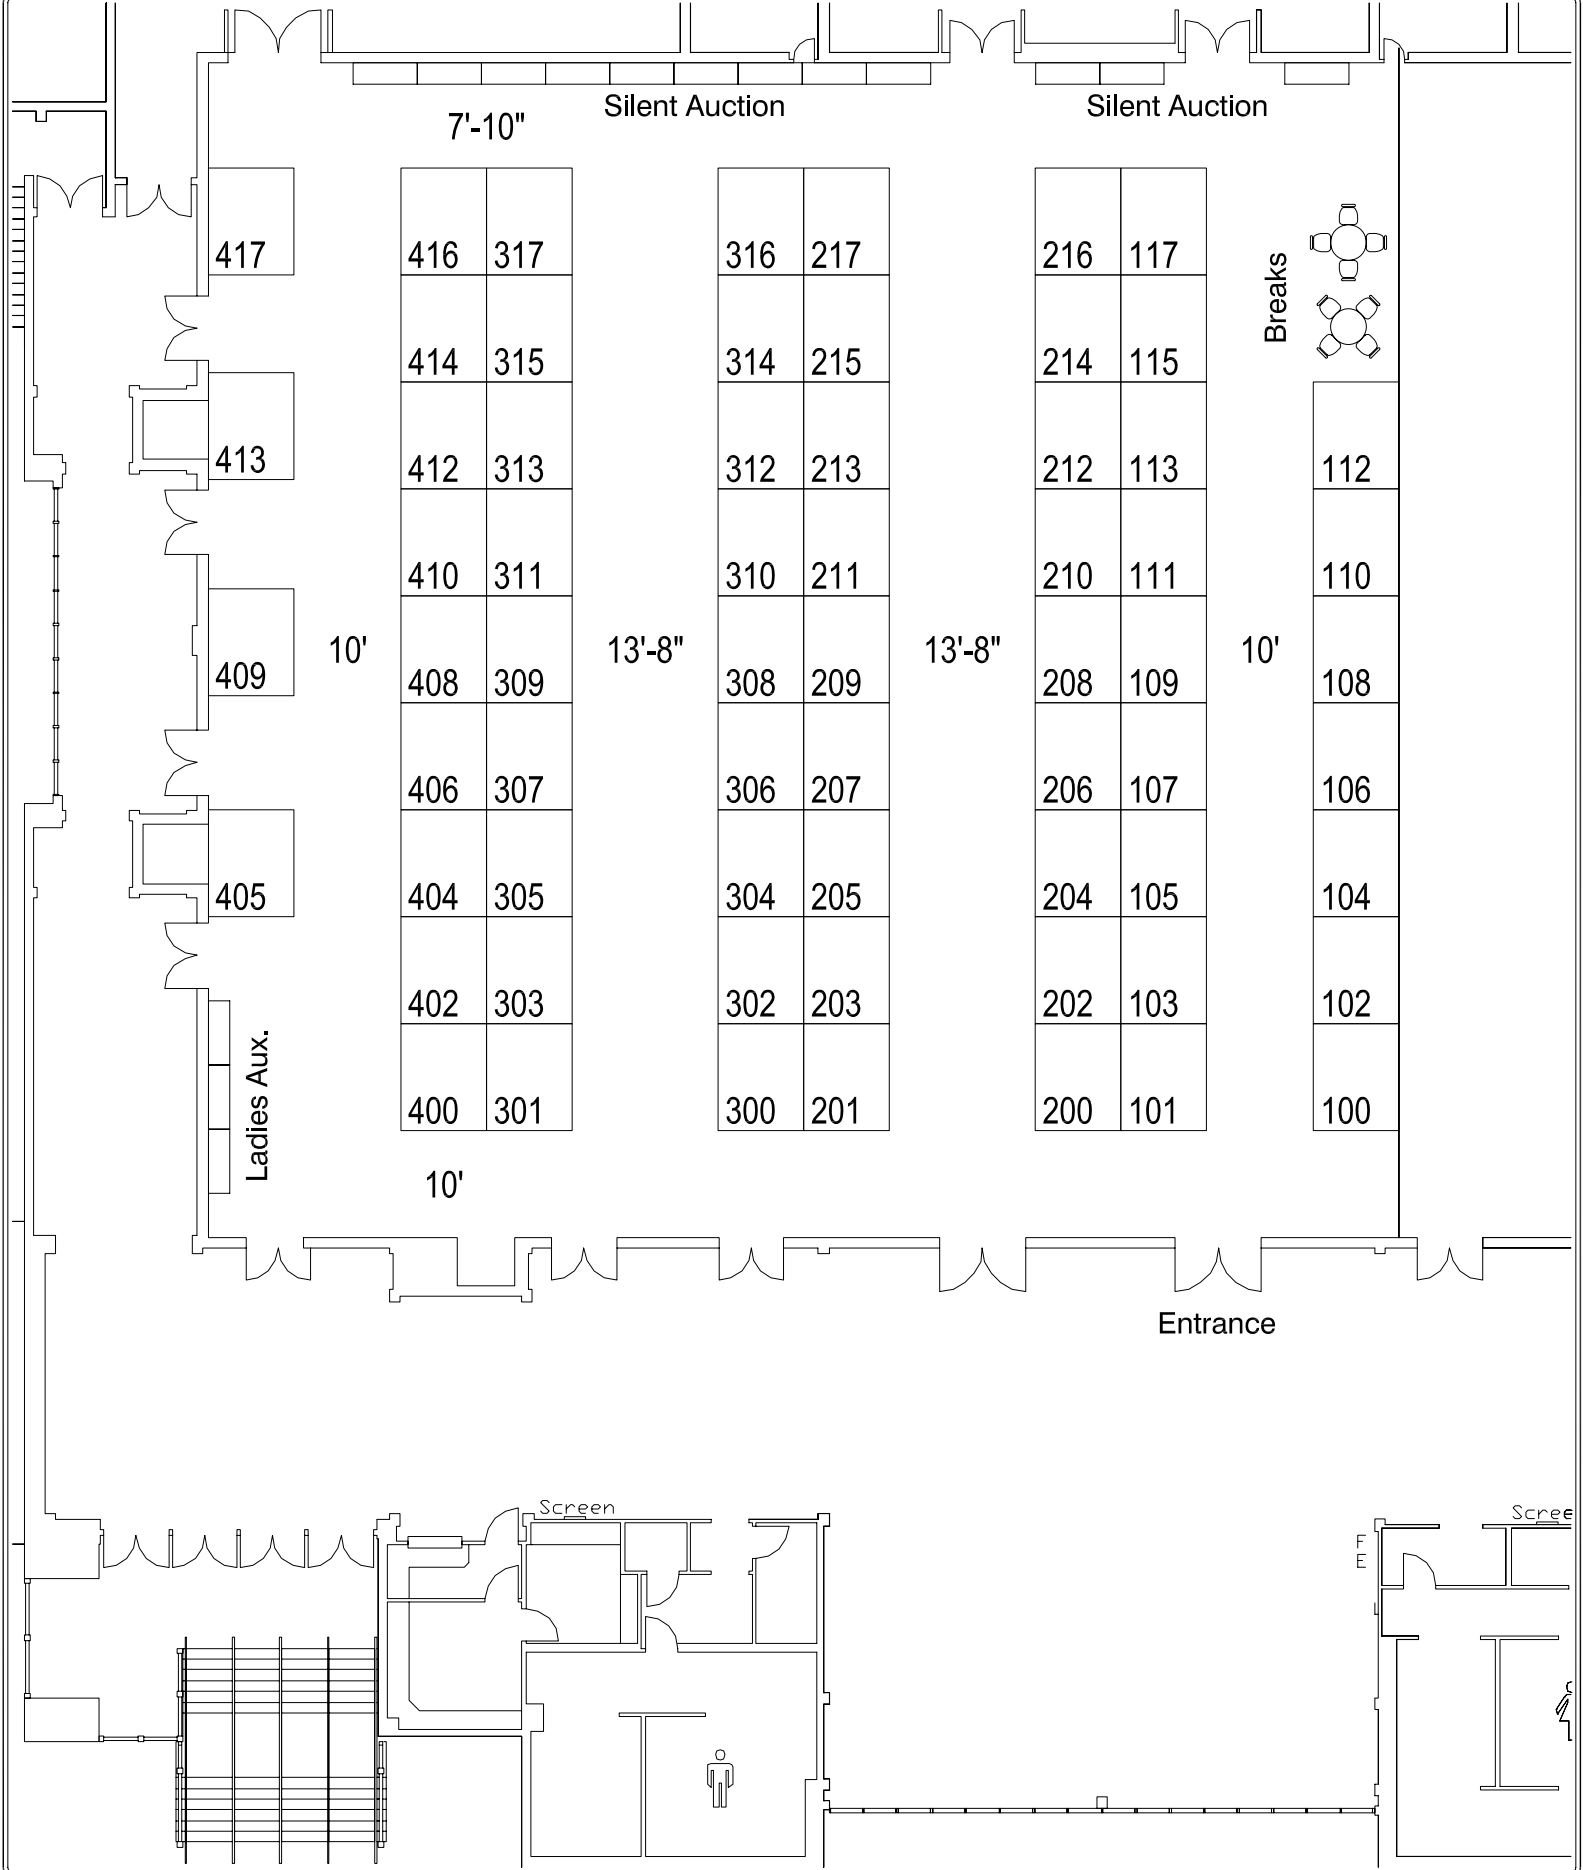 Silent Auction Silent Auction
7'-10"
417 416 317 316 217 216 117
Breaks
414 315 314 215 214 115
413 412 313 312 213 212 113 112
410 311 310 211 210 111 110
10' 13'-8" 13'-8" 10'
409 408 309 308 209 208 109 108
406 307 306 207 206 107 106
405 404 305 304 205 204 105 104
402 303 302 203 202 103 102
Ladies Aux.
400 301 300 201 200 101 100
10'
Entrance
Screen Scree
F
E